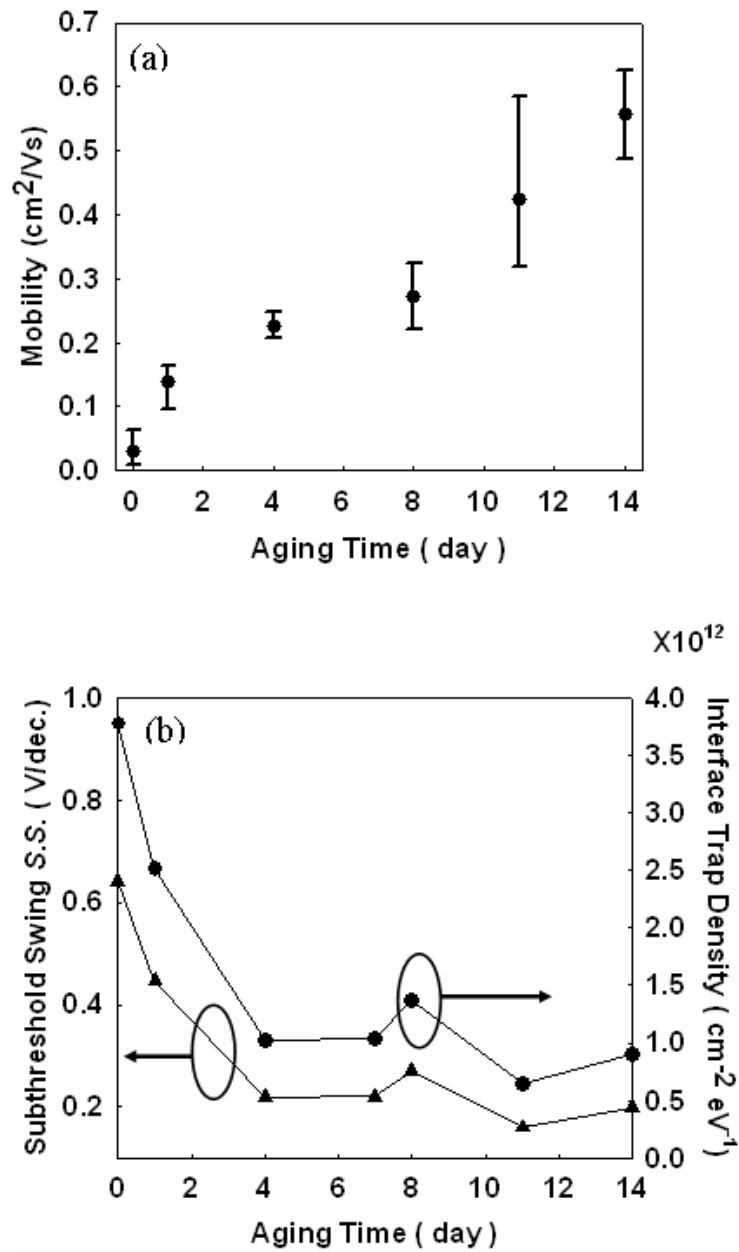 0.7
(a)
0.6
0.5
0.4
0.3
0.2
0.1
0.0
Mobility (cm²/Vs)
0 2 4 6 8 10 12 14
Aging Time ( day )
X10¹²
1.0
(b)
0.8
0.6
0.4
0.2
Subthreshold Swing S.S. ( V/dec.)
4.0
3.5
3.0
2.5
2.0
1.5
1.0
0.5
0.0
Interface Trap Density ( cm⁻² eV⁻¹)
0 2 4 6 8 10 12 14
Aging Time ( day )